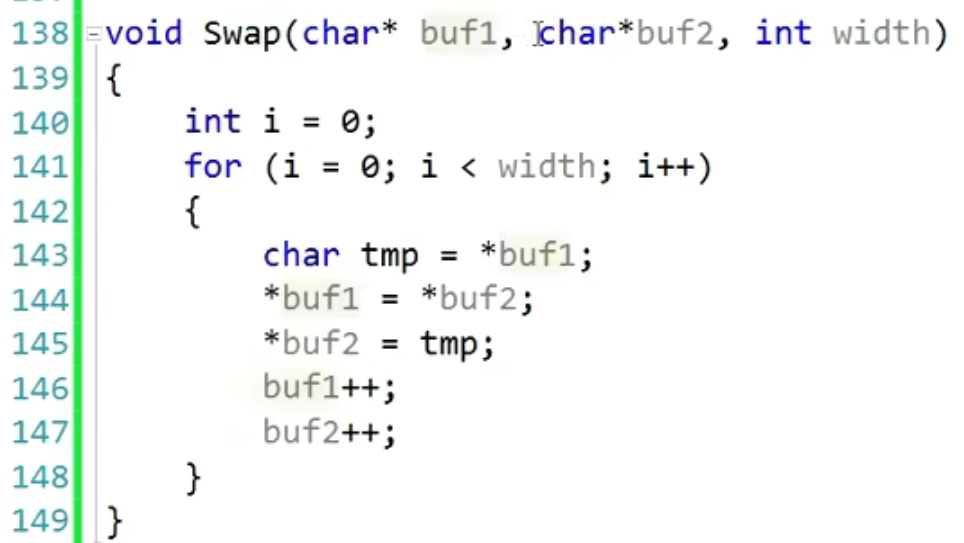 138 void Swap(char* buf1, char*buf2, int width)
139 {
140 int i = 0;
141 for (i = 0; i < width; i++)
142 {
143 char tmp = *buf1;
144 *buf1 = *buf2;
145 *buf2 = tmp;
146 buf1++;
147 buf2++;
148 }
149 }